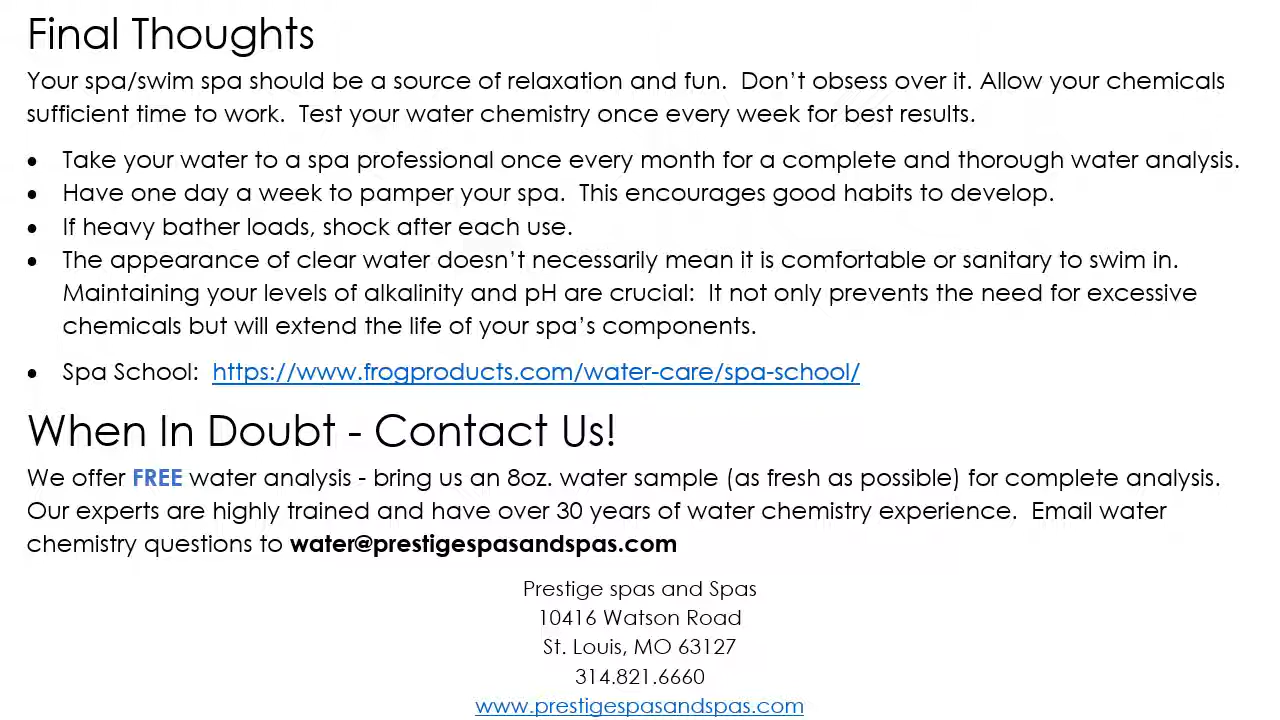 Final Thoughts
Your spa/swim spa should be a source of relaxation and fun.  Don’t obsess over it. Allow your chemicals
sufficient time to work.  Test your water chemistry once every week for best results.
• Take your water to a spa professional once every month for a complete and thorough water analysis.
• Have one day a week to pamper your spa.  This encourages good habits to develop.
• If heavy bather loads, shock after each use.
• The appearance of clear water doesn’t necessarily mean it is comfortable or sanitary to swim in.
Maintaining your levels of alkalinity and pH are crucial:  It not only prevents the need for excessive
chemicals but will extend the life of your spa’s components.
• Spa School:  https://www.frogproducts.com/water-care/spa-school/
When In Doubt - Contact Us!
We offer FREE water analysis - bring us an 8oz. water sample (as fresh as possible) for complete analysis.
Our experts are highly trained and have over 30 years of water chemistry experience.  Email water
chemistry questions to water@prestigespasandspas.com
Prestige spas and Spas
10416 Watson Road
St. Louis, MO 63127
314.821.6660
www.prestigespasandspas.com